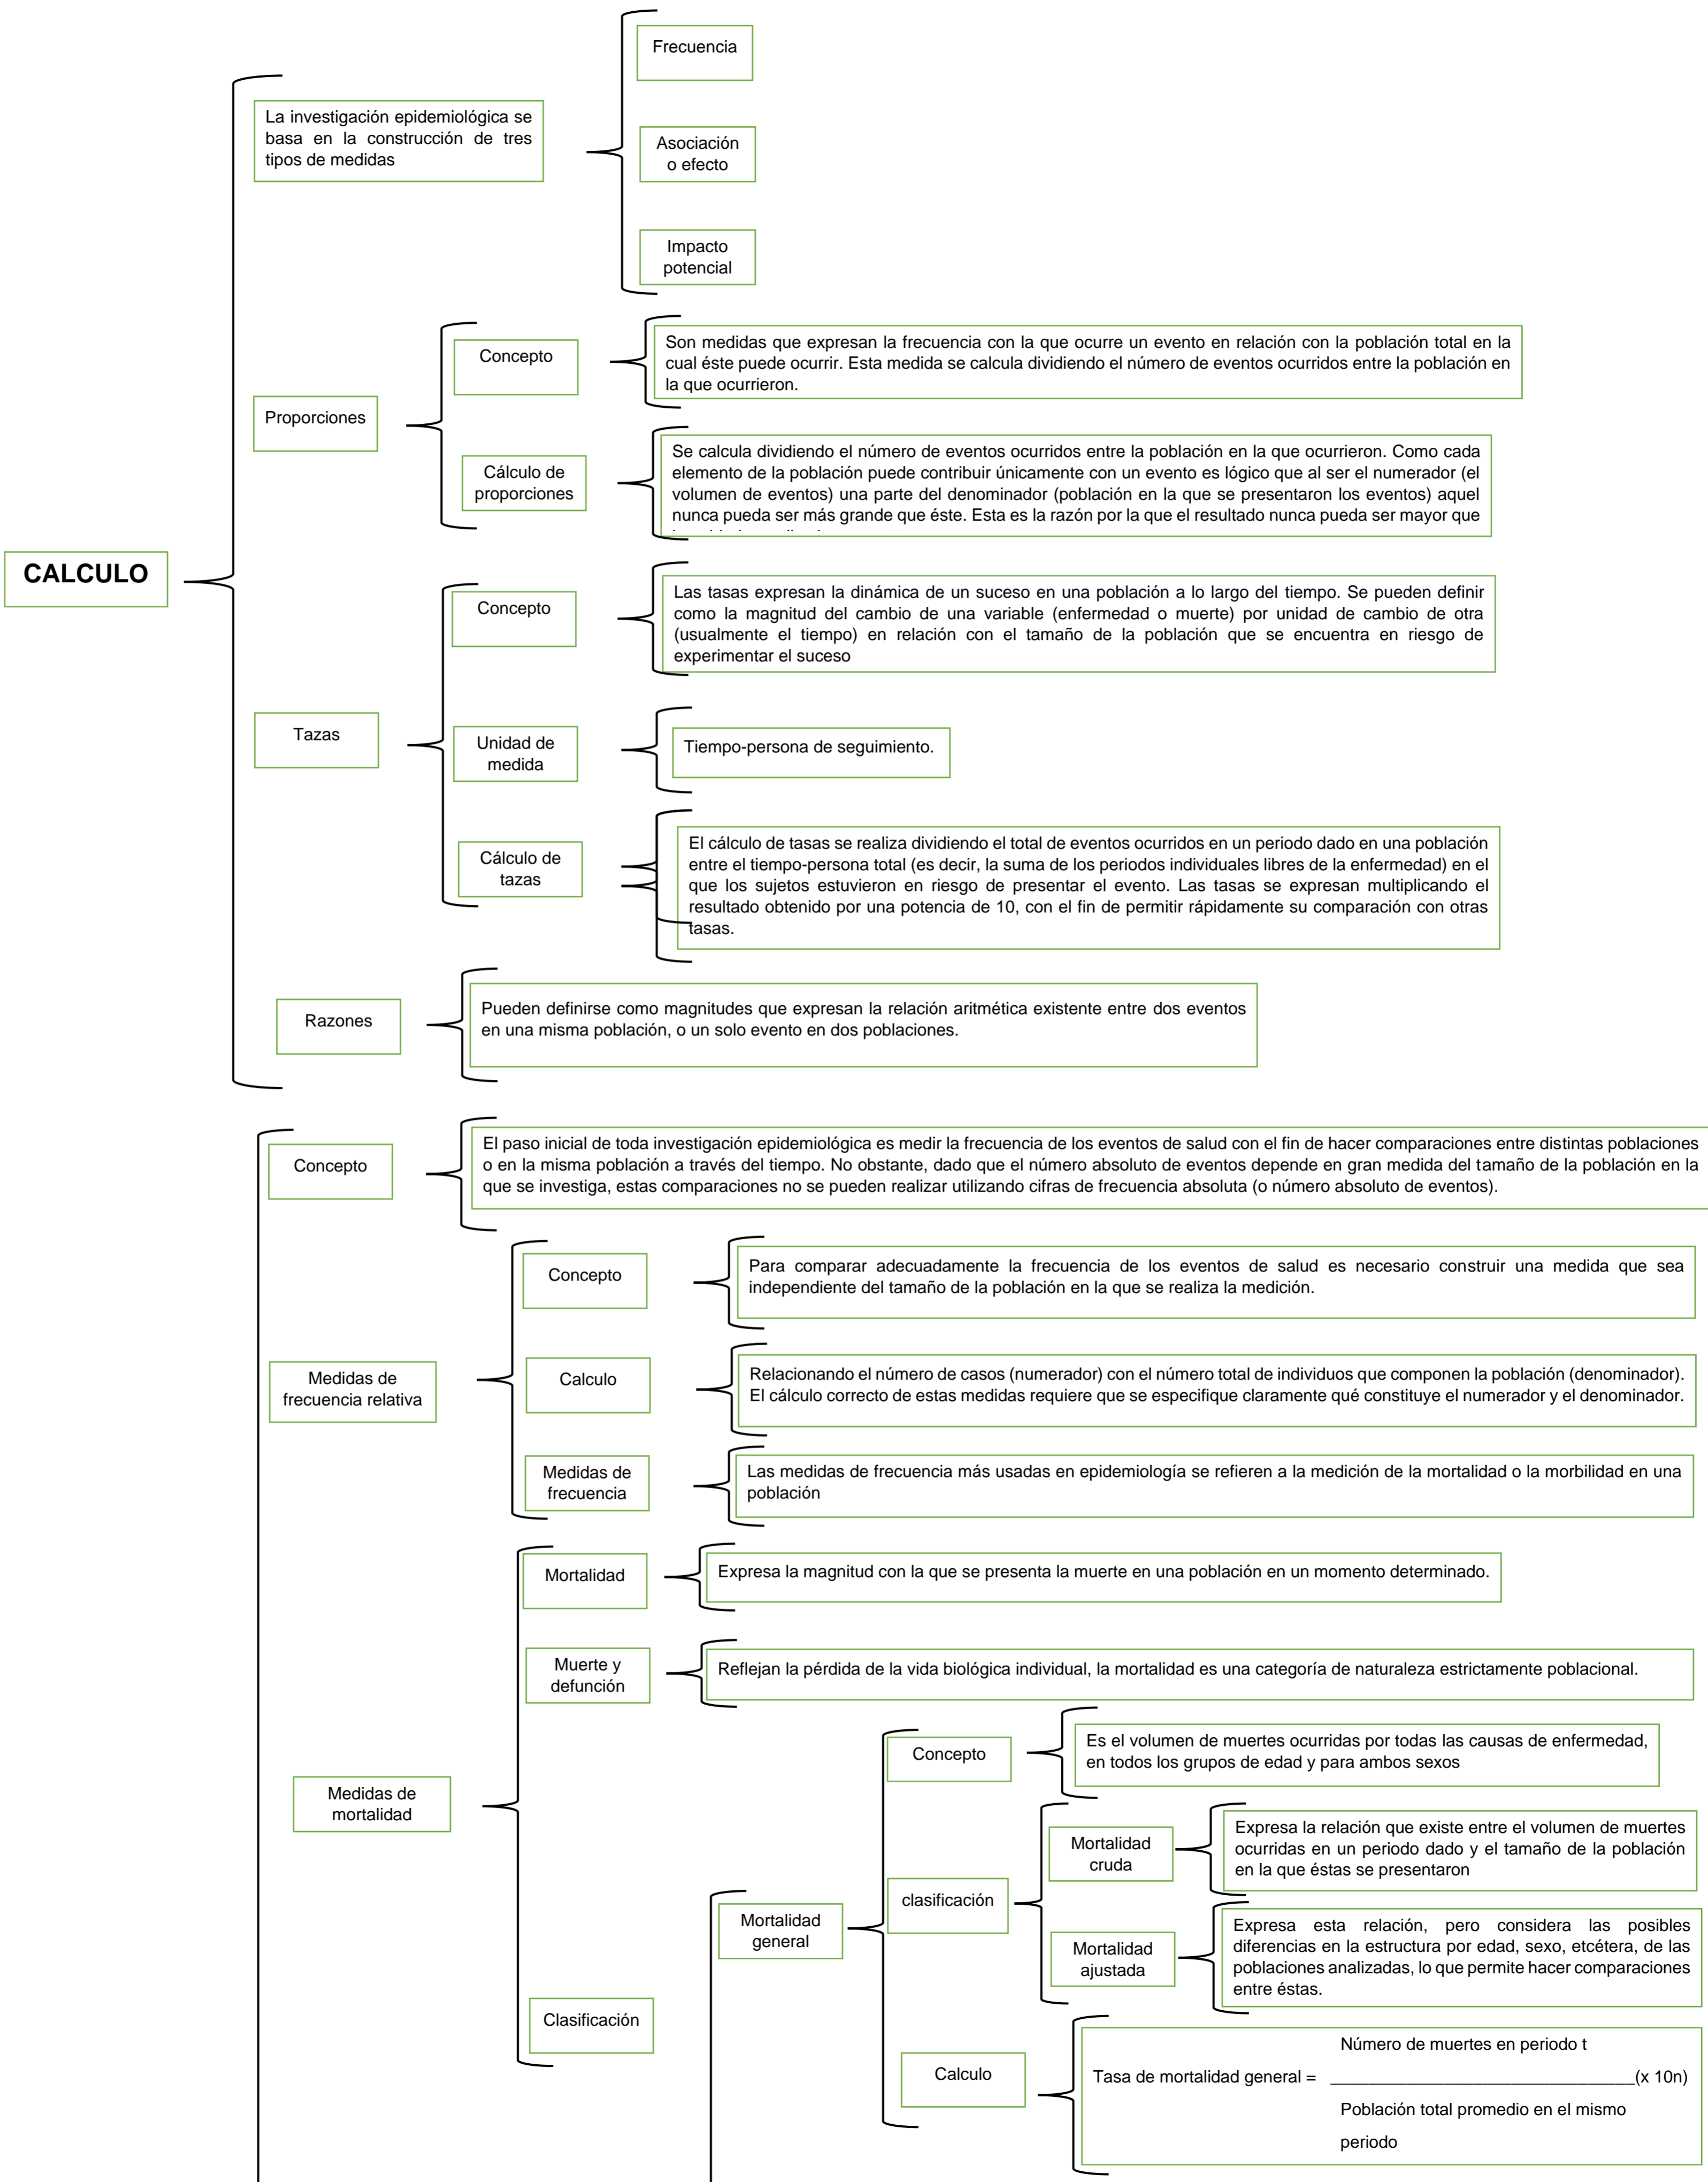 Frecuencia
La investigación epidemiológica se
basa en la construcción de tres
tipos de medidas
Asociación
o efecto
Impacto
potencial
Concepto
Son medidas que expresan la frecuencia con la que ocurre un evento en relación con la población total en la
cual éste puede ocurrir. Esta medida se calcula dividiendo el número de eventos ocurridos entre la población en
la que ocurrieron.
Proporciones
Cálculo de
proporciones
Se calcula dividiendo el número de eventos ocurridos entre la población en la que ocurrieron. Como cada
elemento de la población puede contribuir únicamente con un evento es lógico que al ser el numerador (el
volumen de eventos) una parte del denominador (población en la que se presentaron los eventos) aquel
nunca pueda ser más grande que éste. Esta es la razón por la que el resultado nunca pueda ser mayor que
CALCULO
Concepto
Las tasas expresan la dinámica de un suceso en una población a lo largo del tiempo. Se pueden definir
como la magnitud del cambio de una variable (enfermedad o muerte) por unidad de cambio de otra
(usualmente el tiempo) en relación con el tamaño de la población que se encuentra en riesgo de
experimentar el suceso
Tazas
Unidad de
medida
Tiempo-persona de seguimiento.
Cálculo de
tazas
El cálculo de tasas se realiza dividiendo el total de eventos ocurridos en un periodo dado en una población
entre el tiempo-persona total (es decir, la suma de los periodos individuales libres de la enfermedad) en el
que los sujetos estuvieron en riesgo de presentar el evento. Las tasas se expresan multiplicando el
resultado obtenido por una potencia de 10, con el fin de permitir rápidamente su comparación con otras
tasas.
Razones
Pueden definirse como magnitudes que expresan la relación aritmética existente entre dos eventos
en una misma población, o un solo evento en dos poblaciones.
Concepto
El paso inicial de toda investigación epidemiológica es medir la frecuencia de los eventos de salud con el fin de hacer comparaciones entre distintas poblaciones
o en la misma población a través del tiempo. No obstante, dado que el número absoluto de eventos depende en gran medida del tamaño de la población en la
que se investiga, estas comparaciones no se pueden realizar utilizando cifras de frecuencia absoluta (o número absoluto de eventos).
Concepto
Para comparar adecuadamente la frecuencia de los eventos de salud es necesario construir una medida que sea
independiente del tamaño de la población en la que se realiza la medición.
Medidas de
frecuencia relativa
Calculo
Relacionando el número de casos (numerador) con el número total de individuos que componen la población (denominador).
El cálculo correcto de estas medidas requiere que se especifique claramente qué constituye el numerador y el denominador.
Medidas de
frecuencia
Las medidas de frecuencia más usadas en epidemiología se refieren a la medición de la mortalidad o la morbilidad en una
población
Mortalidad
Expresa la magnitud con la que se presenta la muerte en una población en un momento determinado.
Muerte y
defunción
Reflejan la pérdida de la vida biológica individual, la mortalidad es una categoría de naturaleza estrictamente poblacional.
Medidas de
mortalidad
Concepto
Es el volumen de muertes ocurridas por todas las causas de enfermedad,
en todos los grupos de edad y para ambos sexos
Mortalidad
cruda
Expresa la relación que existe entre el volumen de muertes
ocurridas en un periodo dado y el tamaño de la población
en la que éstas se presentaron
clasificación
Mortalidad
general
Mortalidad
ajustada
Expresa esta relación, pero considera las posibles
diferencias en la estructura por edad, sexo, etcétera, de las
poblaciones analizadas, lo que permite hacer comparaciones
entre éstas.
Clasificación
Calculo
Número de muertes en periodo t
Tasa de mortalidad general = ________________________________(x 10n)
Población total promedio en el mismo
periodo